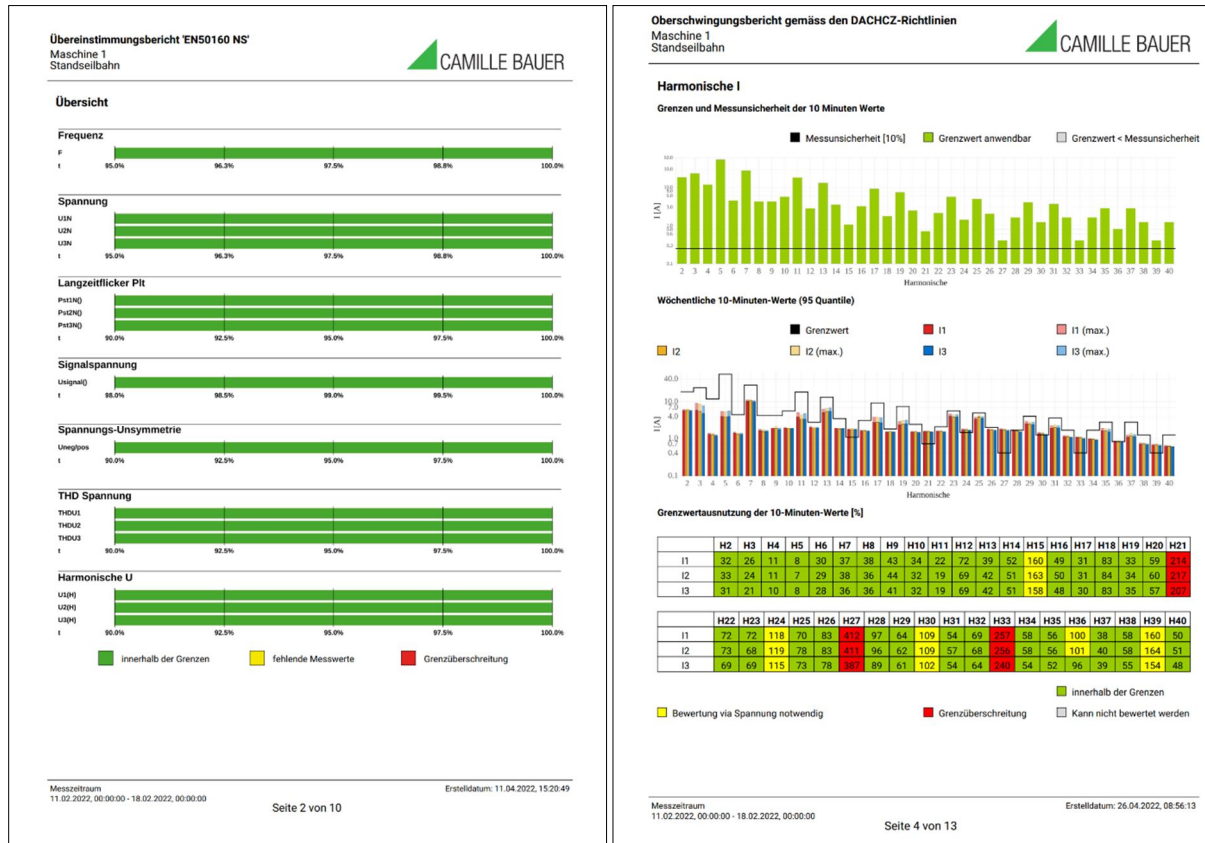 Übereinstimmungsbericht 'EN50160 NS'
Maschine 1
Standseilbahn
CAMILLE BAUER
Übersicht
Frequenz
F
t 95.0% 96.3% 97.5% 98.8% 100.0%
Spannung
U1N
U2N
U3N
t 95.0% 96.3% 97.5% 98.8% 100.0%
Langzeitflicker Plt
Pst1N()
Pst2N()
Pst3N()
t 90.0% 92.5% 95.0% 97.5% 100.0%
Signalspannung
Usignal()
t 98.0% 98.5% 99.0% 99.5% 100.0%
Spannungs-Unsymmetrie
Uneg/pos
t 90.0% 92.5% 95.0% 97.5% 100.0%
THD Spannung
THDU1
THDU2
THDU3
t 90.0% 92.5% 95.0% 97.5% 100.0%
Harmonische U
U1(H)
U2(H)
U3(H)
t 90.0% 92.5% 95.0% 97.5% 100.0%
innerhalb der Grenzen fehlende Messwerte Grenzüberschreitung
Messzeitraum
11.02.2022, 00:00:00 - 18.02.2022, 00:00:00
Erstelldatum: 11.04.2022, 15:20:49
Seite 2 von 10
Oberschwingungsbericht gemäss den DACHCZ-Richtlinien
Maschine 1
Standseilbahn
CAMILLE BAUER
Harmonische I
Grenzen und Messunsicherheit der 10 Minuten Werte
Messunsicherheit [10%] Grenzwert anwendbar Grenzwert < Messunsicherheit
I [A]
2 3 4 5 6 7 8 9 10 11 12 13 14 15 16 17 18 19 20 21 22 23 24 25 26 27 28 29 30 31 32 33 34 35 36 37 38 39 40
Harmonische
Wöchentliche 10-Minuten-Werte (95 Quantile)
Grenzwert I1 I1 (max.)
I2 I2 (max.) I3 I3 (max.)
40.0
10.0
7.0
4.0
1.0
0.7
0.4
0.1
I [A]
2 3 4 5 6 7 8 9 10 11 12 13 14 15 16 17 18 19 20 21 22 23 24 25 26 27 28 29 30 31 32 33 34 35 36 37 38 39 40
Harmonische
Grenzwertausnutzung der 10-Minuten-Werte [%]
H2 H3 H4 H5 H6 H7 H8 H9 H10 H11 H12 H13 H14 H15 H16 H17 H18 H19 H20 H21
I1 32 26 11 8 30 37 38 43 34 22 72 39 52 160 49 31 83 33 59 214
I2 33 24 11 7 29 38 36 44 32 19 69 42 51 163 50 31 84 34 60 217
I3 31 21 10 8 28 36 36 41 32 19 69 42 51 158 48 30 83 35 57 207
H22 H23 H24 H25 H26 H27 H28 H29 H30 H31 H32 H33 H34 H35 H36 H37 H38 H39 H40
I1 72 72 118 70 83 412 97 64 109 54 69 257 58 56 100 38 58 160 50
I2 73 68 119 78 83 411 96 62 109 57 68 256 58 56 101 40 58 164 51
I3 69 69 115 73 78 387 89 61 102 54 64 240 54 52 96 39 55 154 48
innerhalb der Grenzen
Bewertung via Spannung notwendig Grenzüberschreitung Kann nicht bewertet werden
Messzeitraum
11.02.2022, 00:00:00 - 18.02.2022, 00:00:00
Erstelldatum: 26.04.2022, 08:56:13
Seite 4 von 13